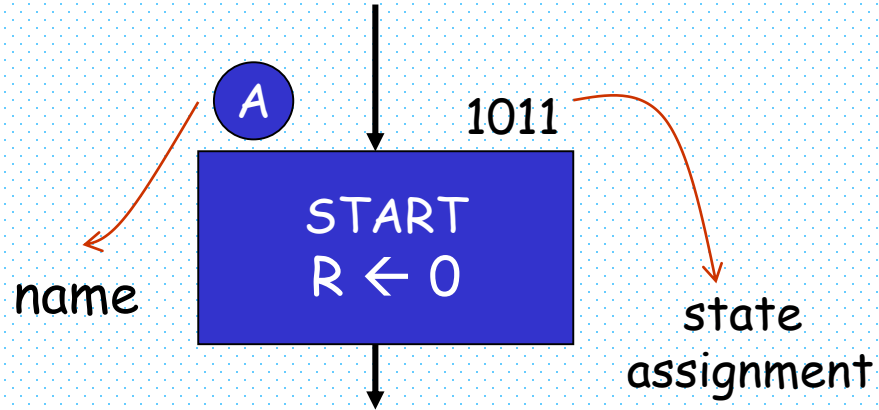 A
1011
START
R ← 0
name
state
assignment